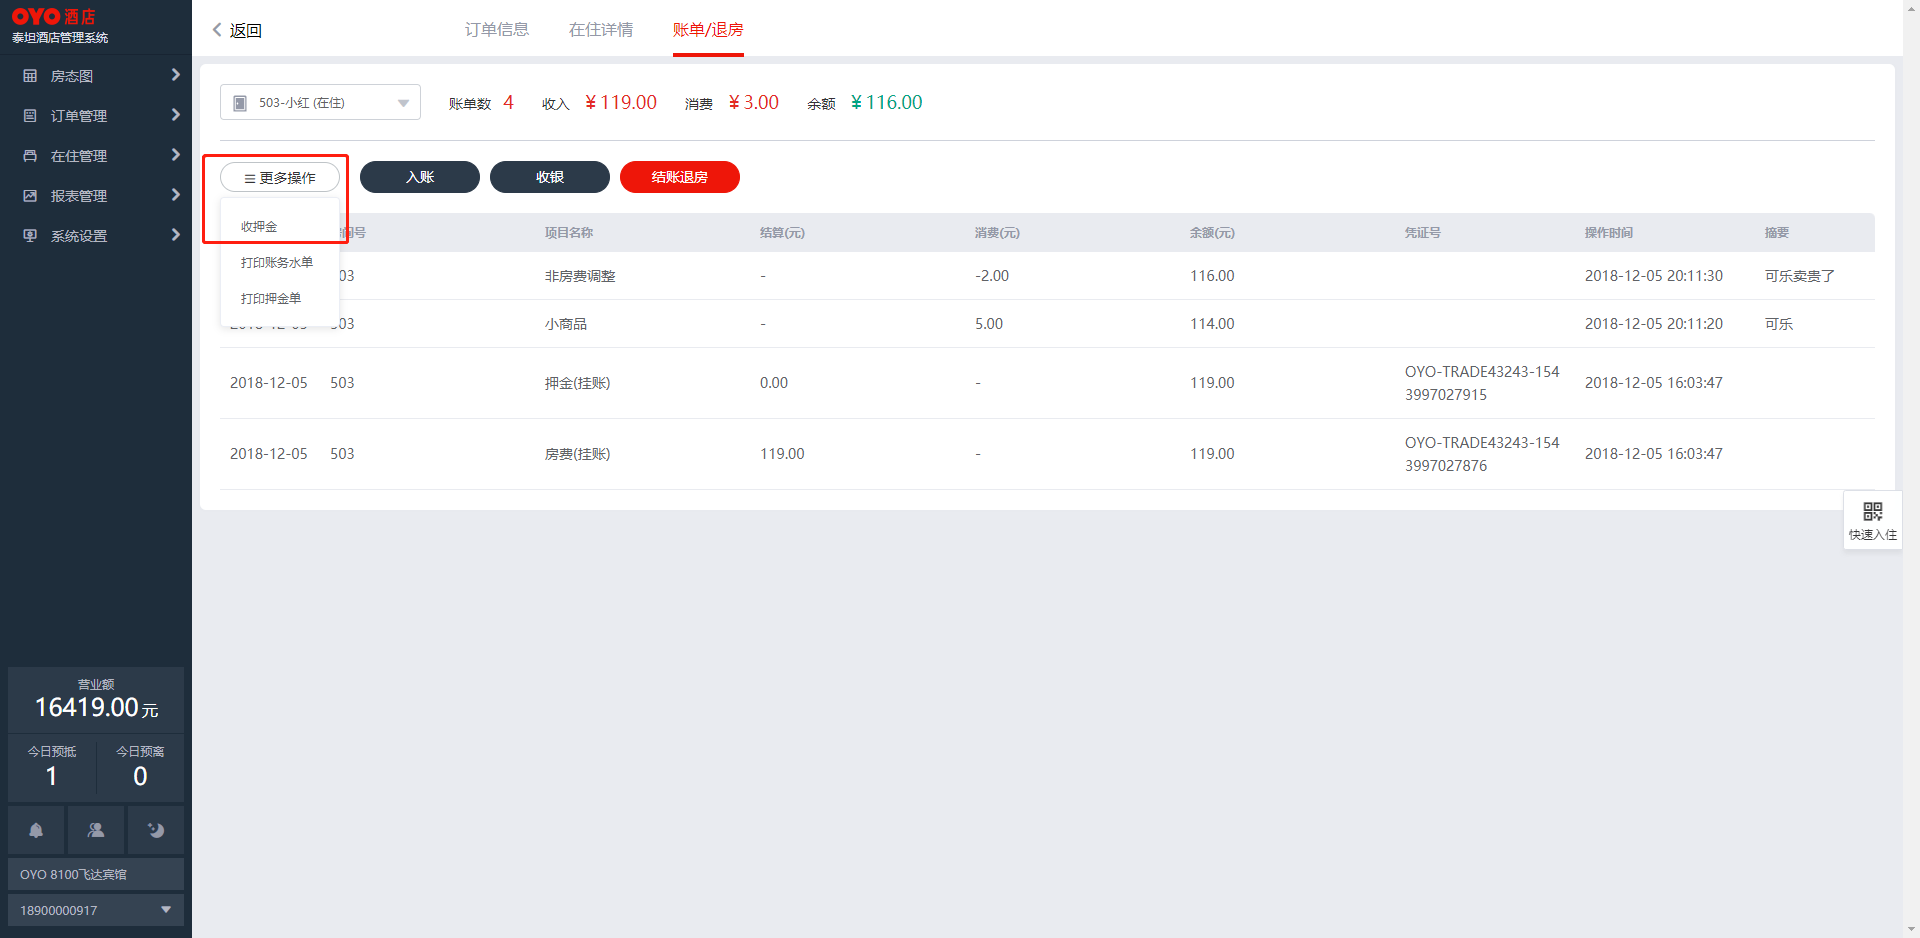 OYO 酒店
泰坦酒店管理系统
房态图
订单管理
在住管理
报表管理
系统设置
营业额
16419.00元
今日预抵 今日预离
1 0
OYO 8100飞达宾馆
18900000917
返回 订单信息 在住详情 账单/退房
503-小红 (在住) 账单数 4 收入 ¥119.00 消费 ¥3.00 余额 ¥116.00
更多操作 入账 收银 结账退房
收押金
打印账务水单
打印押金单
间号 项目名称 结算(元) 消费(元) 余额(元) 凭证号 操作时间 摘要
03 非房费调整 - -2.00 116.00 2018-12-05 20:11:30 可乐卖贵了
503 小商品 - 5.00 114.00 2018-12-05 20:11:20 可乐
2018-12-05 503 押金(挂账) 0.00 - 119.00 OYO-TRADE43243-154 2018-12-05 16:03:47
3997027915
2018-12-05 503 房费(挂账) 119.00 - 119.00 OYO-TRADE43243-154 2018-12-05 16:03:47
3997027876
快速入住